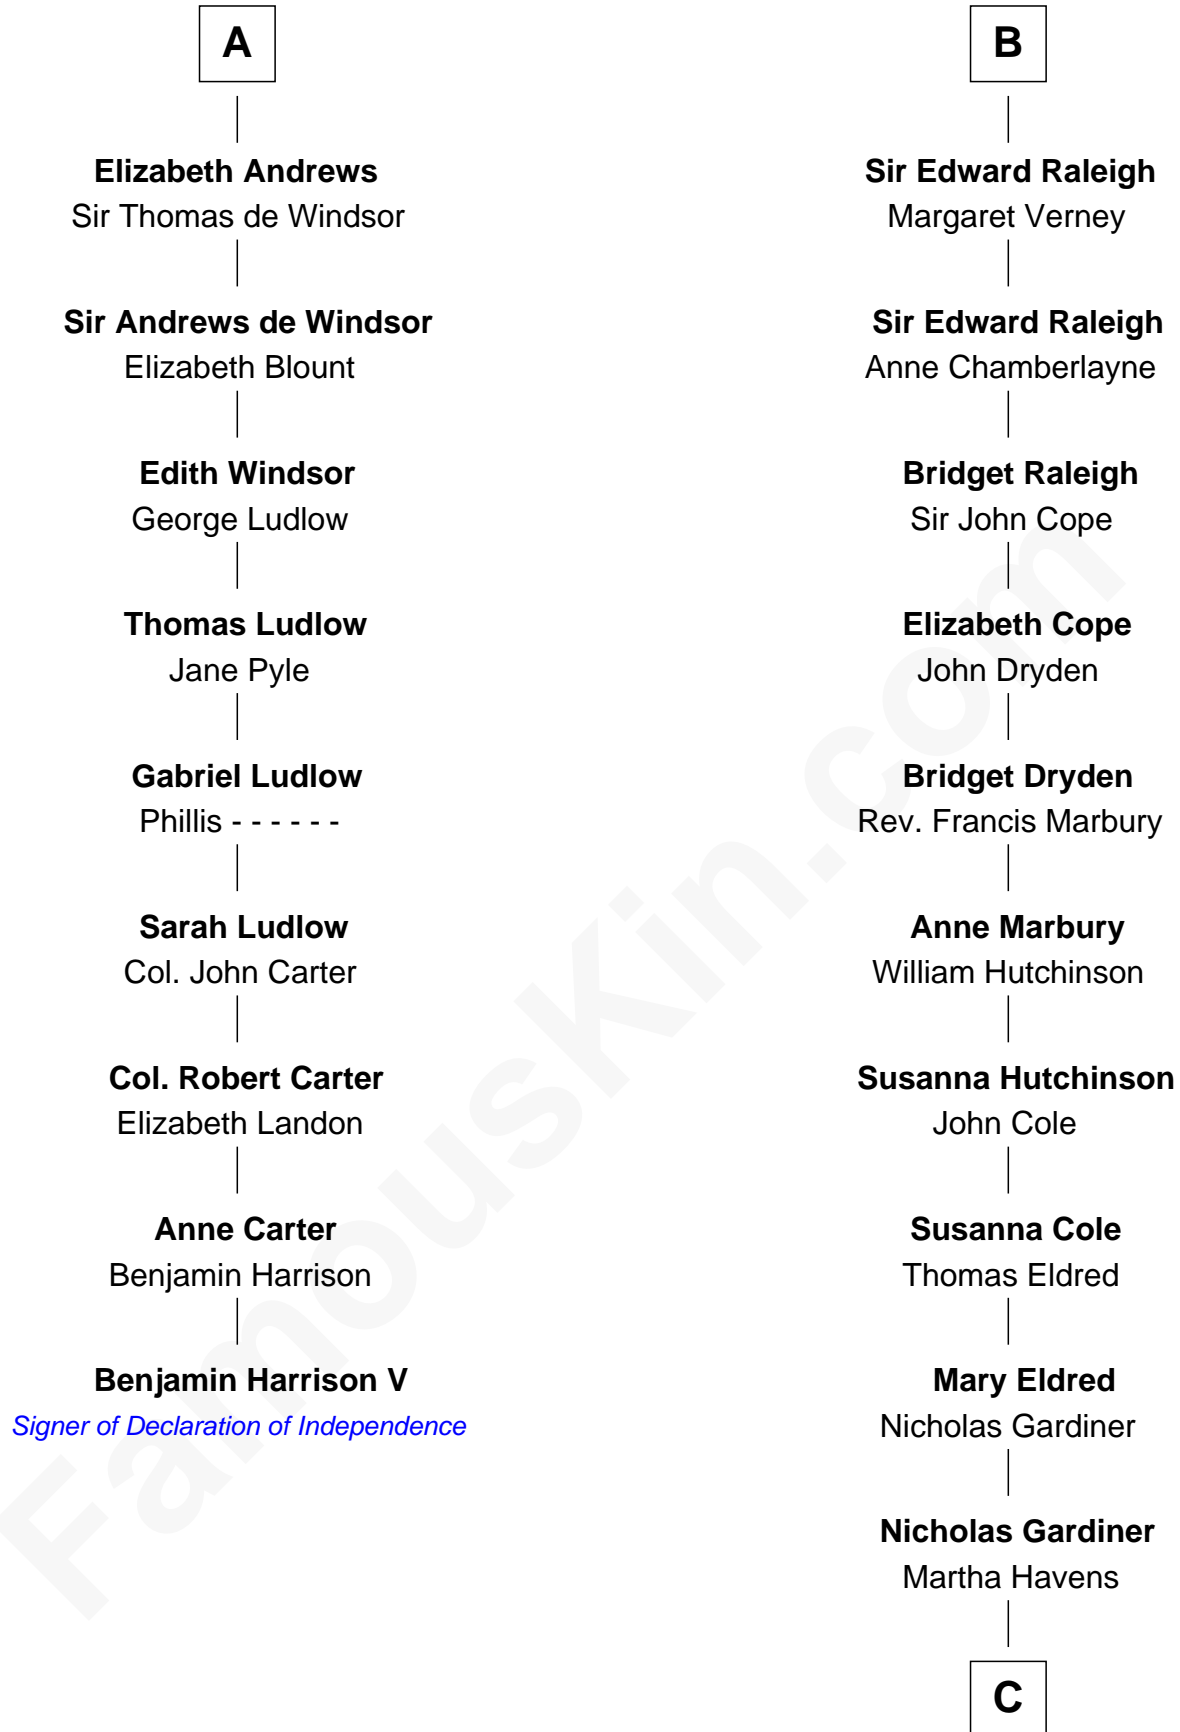 A
Elizabeth Andrews
Sir Thomas de Windsor
Sir Andrews de Windsor
Elizabeth Blount
Edith Windsor
George Ludlow
Thomas Ludlow
Jane Pyle
Gabriel Ludlow
Phillis - - - - - -
Sarah Ludlow
Col. John Carter
Col. Robert Carter
Elizabeth Landon
Anne Carter
Benjamin Harrison
Benjamin Harrison V
Signer of Declaration of Independence
B
Sir Edward Raleigh
Margaret Verney
Sir Edward Raleigh
Anne Chamberlayne
Bridget Raleigh
Sir John Cope
Elizabeth Cope
John Dryden
Bridget Dryden
Rev. Francis Marbury
Anne Marbury
William Hutchinson
Susanna Hutchinson
John Cole
Susanna Cole
Thomas Eldred
Mary Eldred
Nicholas Gardiner
Nicholas Gardiner
Martha Havens
C
FamousKin.com